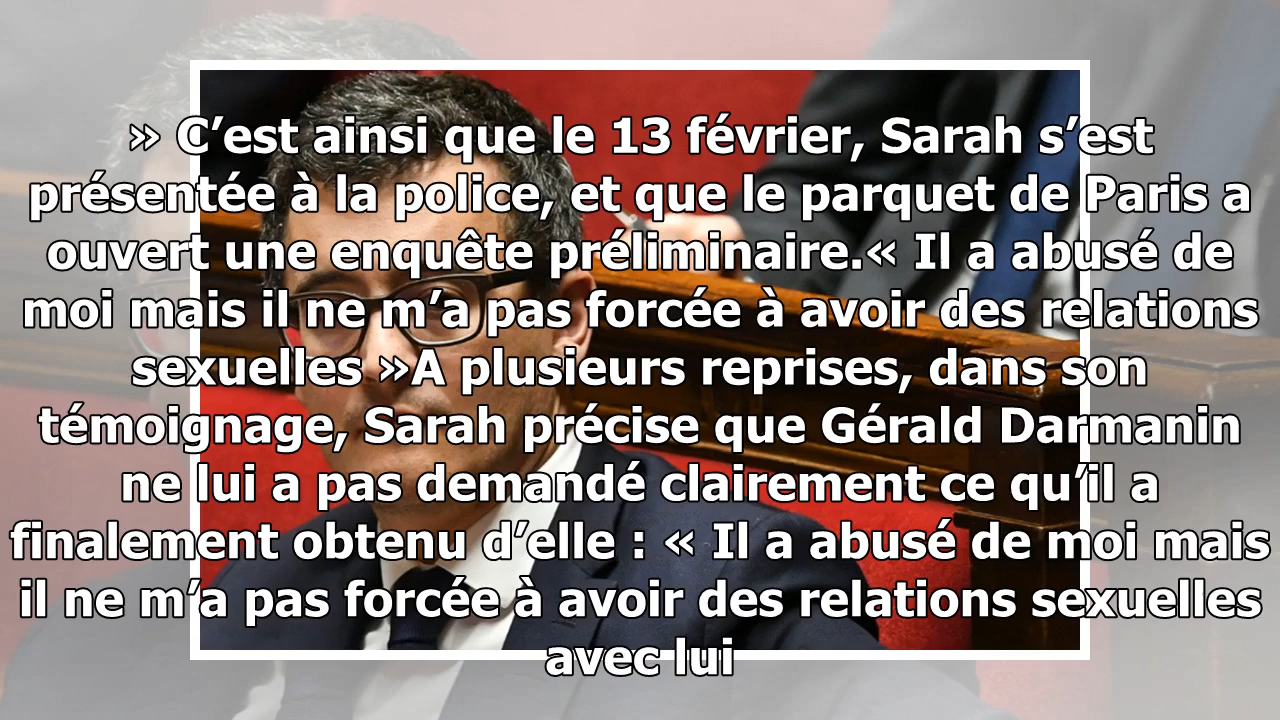 » C’est ainsi que le 13 février, Sarah s’est
présentée à la police, et que le parquet de Paris a
ouvert une enquête préliminaire.« Il a abusé de
moi mais il ne m’a pas forcée à avoir des relations
sexuelles »A plusieurs reprises, dans son
témoignage, Sarah précise que Gérald Darmanin
ne lui a pas demandé clairement ce qu’il a
finalement obtenu d’elle : « Il a abusé de moi mais
il ne m’a pas forcée à avoir des relations sexuelles
avec lui